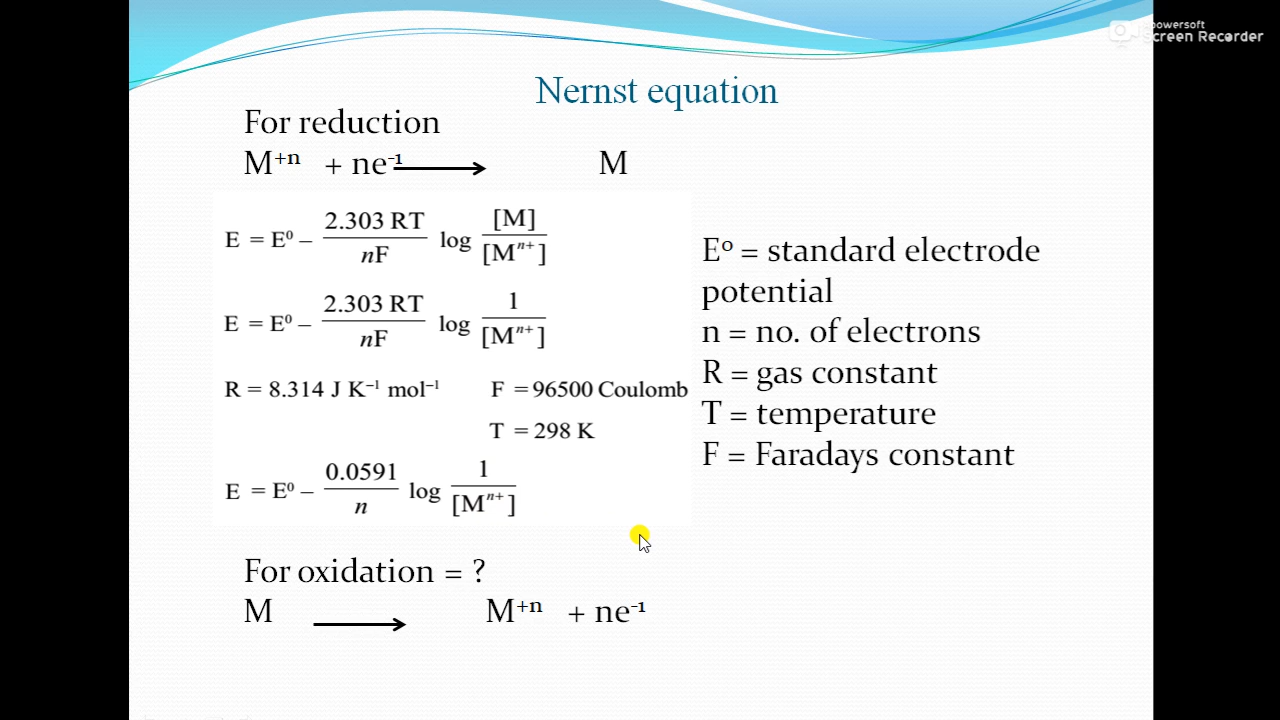 powersoft
Screen Recorder
Nernst equation
For reduction
M⁺ⁿ + ne⁻¹ ⟶ M
E = E⁰ – 2.303 RT / nF log [M] / [Mⁿ⁺]
E = E⁰ – 2.303 RT / nF log 1 / [Mⁿ⁺]
R = 8.314 J K⁻¹ mol⁻¹ F = 96500 Coulomb
T = 298 K
E = E⁰ – 0.0591 / n log 1 / [Mⁿ⁺]
E⁰ = standard electrode
potential
n = no. of electrons
R = gas constant
T = temperature
F = Faradays constant
For oxidation = ?
M ⟶ M⁺ⁿ + ne⁻¹